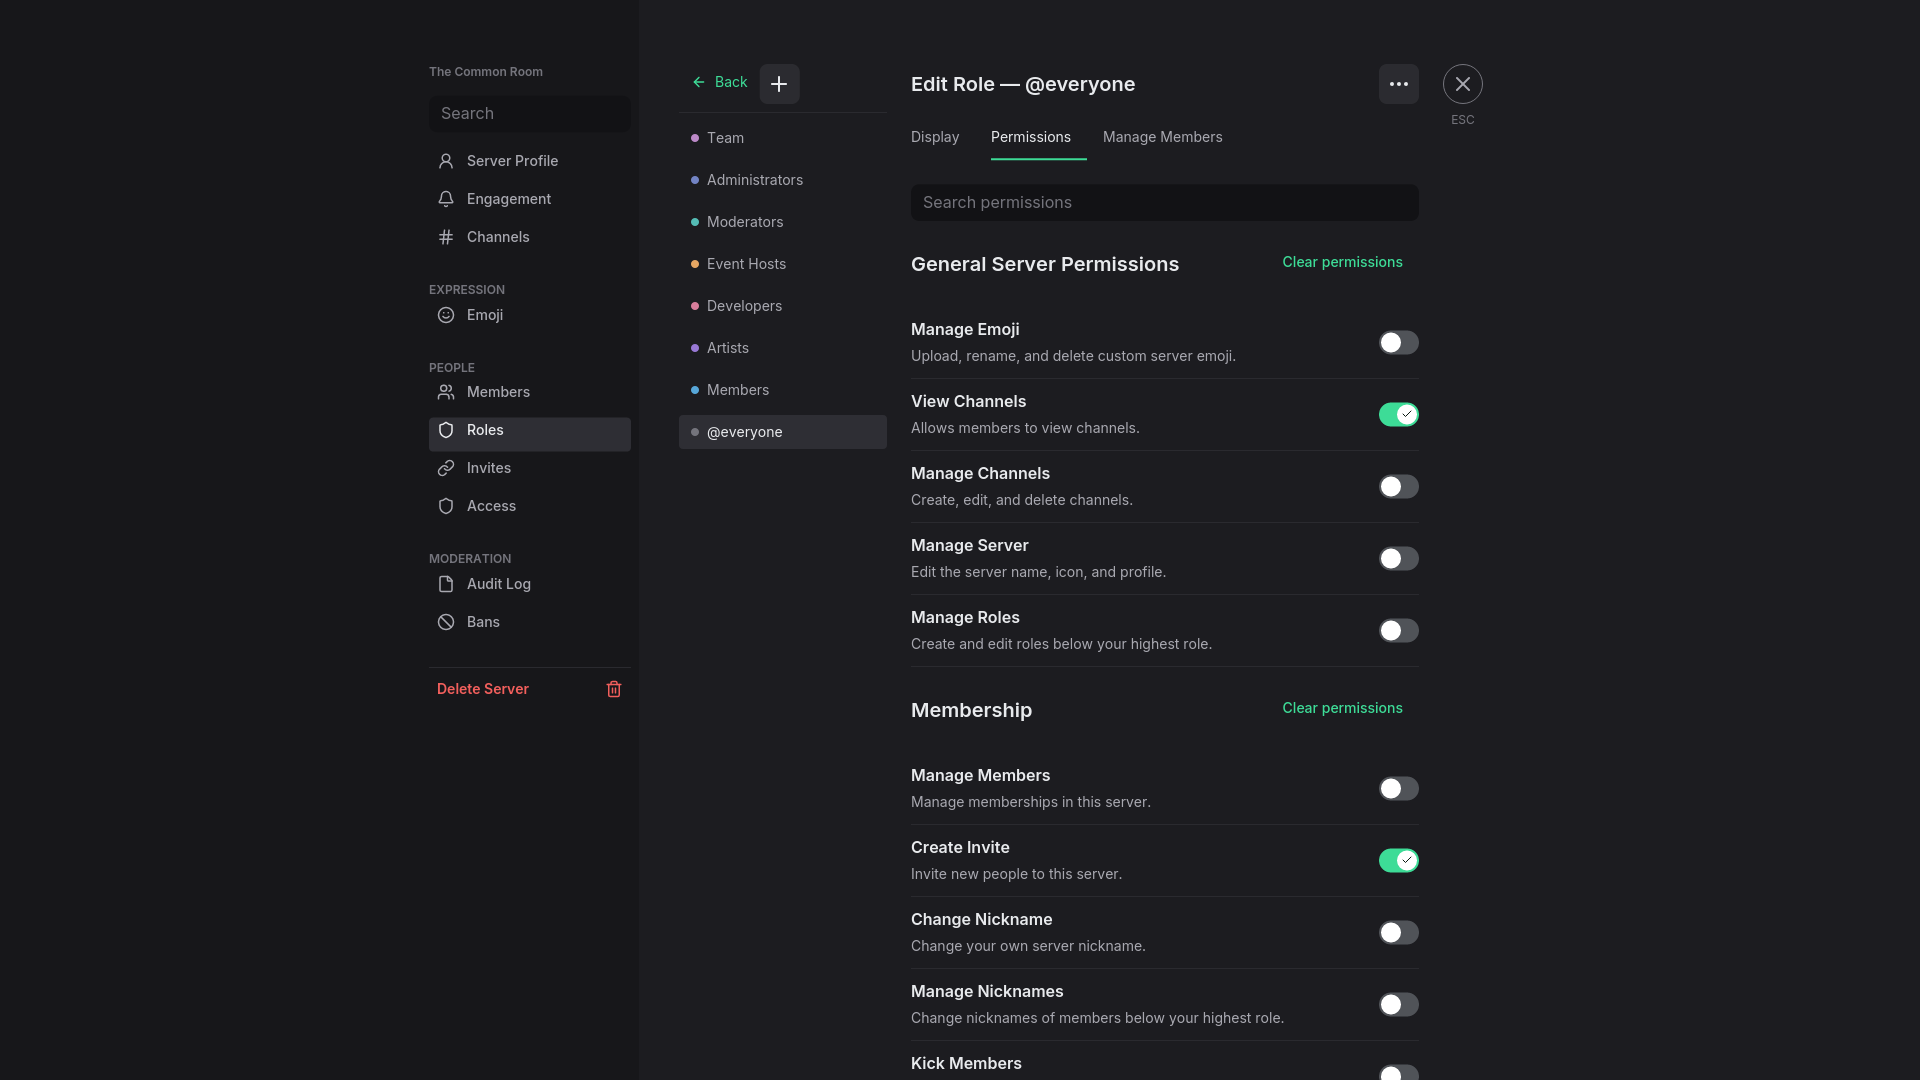 The Common Room
Search
Server Profile
Engagement
Channels
EXPRESSION
Emoji
PEOPLE
Members
Roles
Invites
Access
MODERATION
Audit Log
Bans
Delete Server
Back
Team
Administrators
Moderators
Event Hosts
Developers
Artists
Members
@everyone
Edit Role — @everyone
ESC
Display Permissions Manage Members
Search permissions
General Server Permissions Clear permissions
Manage Emoji
Upload, rename, and delete custom server emoji.
View Channels
Allows members to view channels.
Manage Channels
Create, edit, and delete channels.
Manage Server
Edit the server name, icon, and profile.
Manage Roles
Create and edit roles below your highest role.
Membership Clear permissions
Manage Members
Manage memberships in this server.
Create Invite
Invite new people to this server.
Change Nickname
Change your own server nickname.
Manage Nicknames
Change nicknames of members below your highest role.
Kick Members